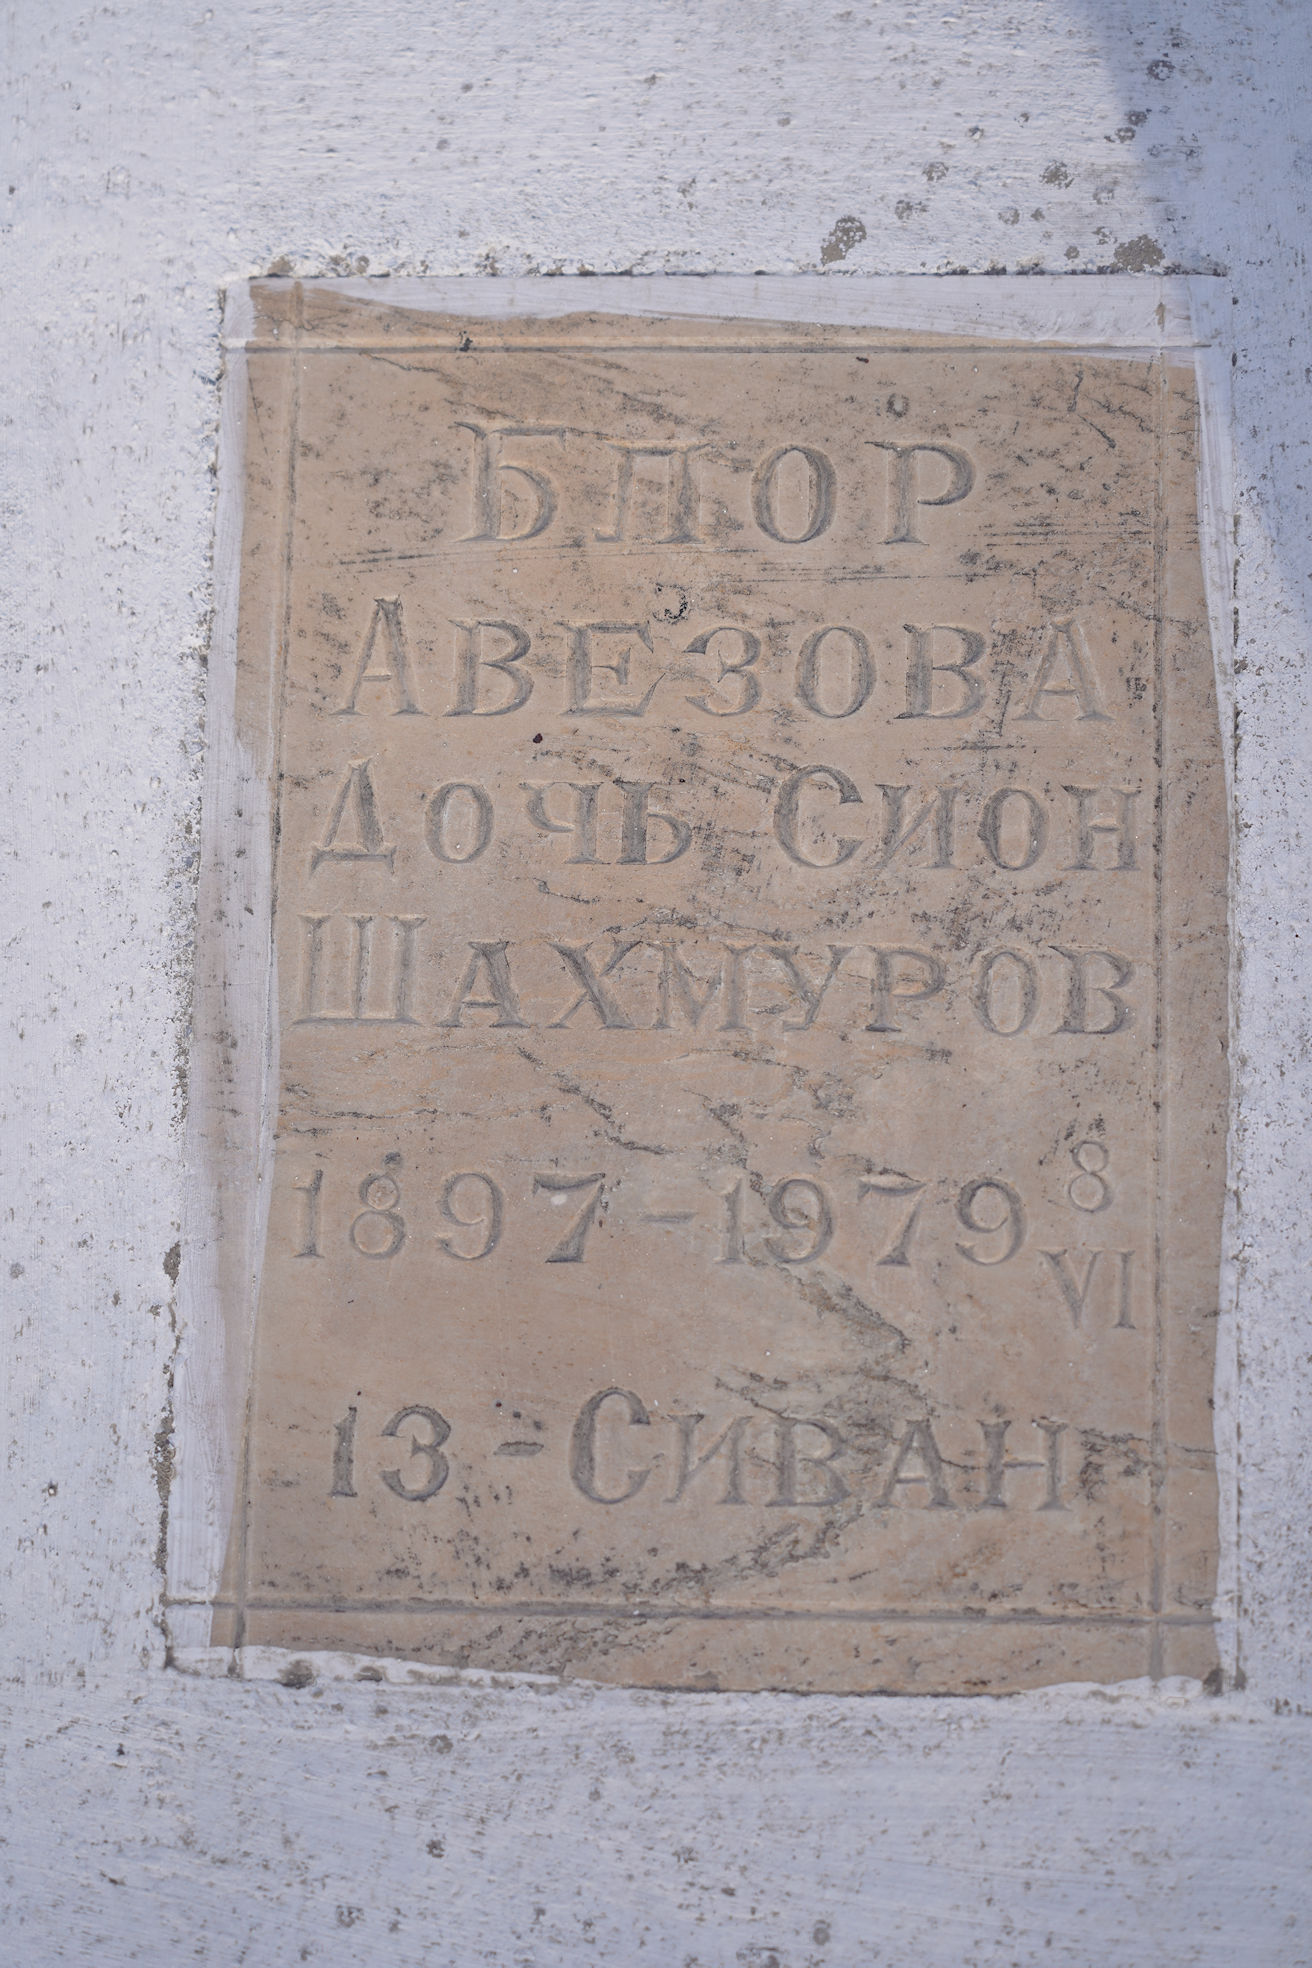 БЛОР
АВЕЗОВА
ДОЧЬ СИОН
ШАХМУРОВ
1897-1979 8
VI
13-СИВАН